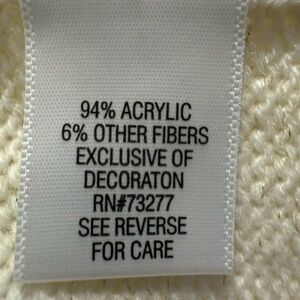 94% ACRYLIC
6% OTHER FIBERS
EXCLUSIVE OF
DECORATON
RN#73277
SEE REVERSE
FOR CARE